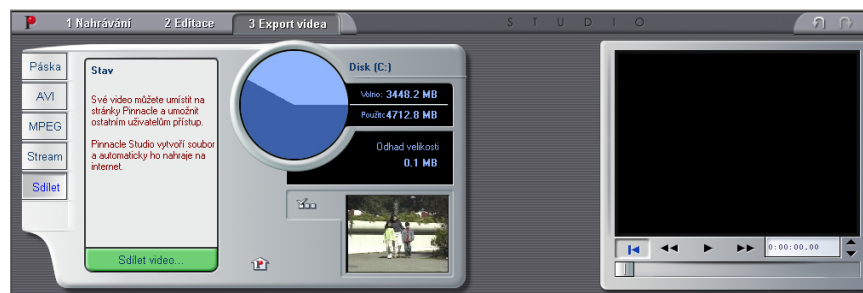 P 1 Nahrávání 2 Editace 3 Export videa STUDIO
Páska
AVI
MPEG
Stream
Sdílet
Stav
Své video můžete umístit na
stránky Pinnacle a umožnit
ostatním uživatelům přístup.
Pinnacle Studio vytvoří soubor
a automaticky ho nahraje na
internet.
Sdílet video...
Disk (C:)
Volno: 3448.2 MB
Použito: 4712.8 MB
Odhad velikosti
0.1 MB
P
0:00:00.00